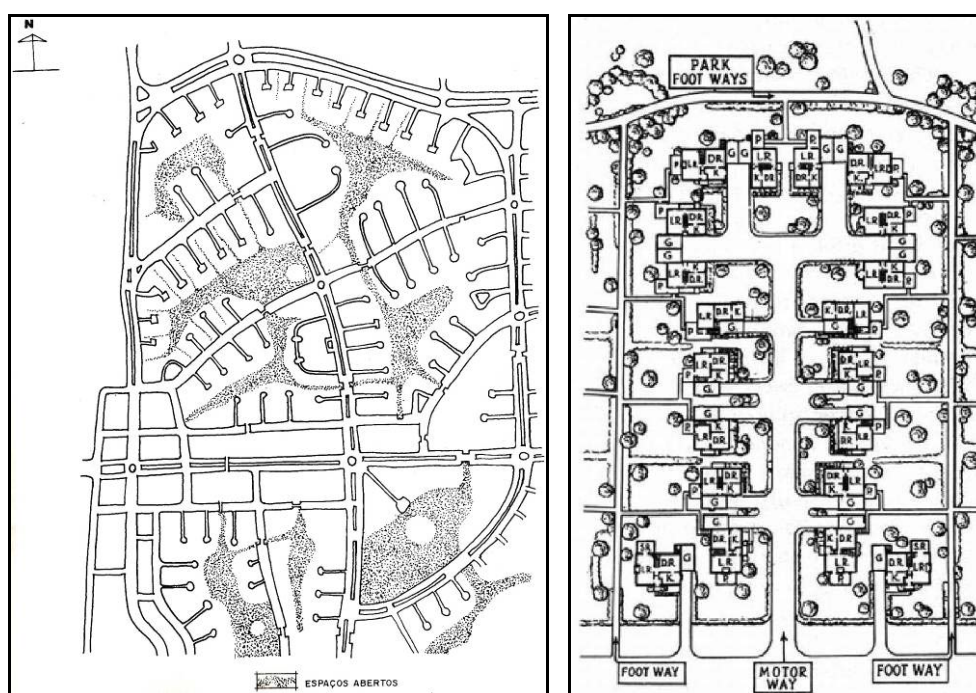 N
ESPAÇOS ABERTOS
PARK
FOOT WAYS
P
G G L.R. L.R. G G
P L.R. D.R. D.R. L.R.
K K D.R. D.R. K K
P L.R. D.R. L.R. D.R. P
K K
G G
G G
L.R. K K
P D.R. L.R. D.R. P
L.R. D.R. K K D.R. L.R.
P G G P
L.R. D.R. D.R. L.R.
P K K P
G G
G G
P K K P
L.R. D.R. D.R. L.R.
L.R. D.R. D.R. L.R.
P K K P
G G
G G
L.R. D.R. G K D.R. K D.R. G D.R. L.R.
K L.R. L.R. K
P P
FOOT WAY
MOTOR
WAY
FOOT WAY